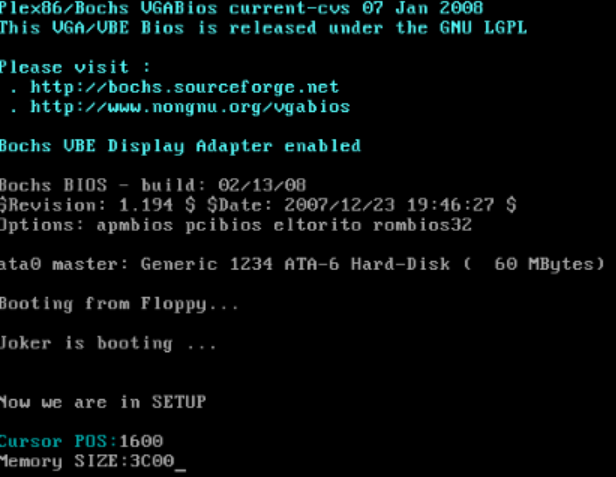 Plex86/Bochs VGABios current-cvs 07 Jan 2008
This VGA/VBE Bios is released under the GNU LGPL
Please visit :
. http://bochs.sourceforge.net
. http://www.nongnu.org/vgabios
Bochs VBE Display Adapter enabled
Bochs BIOS - build: 02/13/08
$Revision: 1.194 $ $Date: 2007/12/23 19:46:27 $
Options: apmbios pcibios eltorito rombios32
ata0 master: Generic 1234 ATA-6 Hard-Disk ( 60 MBytes)
Booting from Floppy...
Joker is booting ...
Now we are in SETUP
Cursor POS:1600
Memory SIZE:3C00_